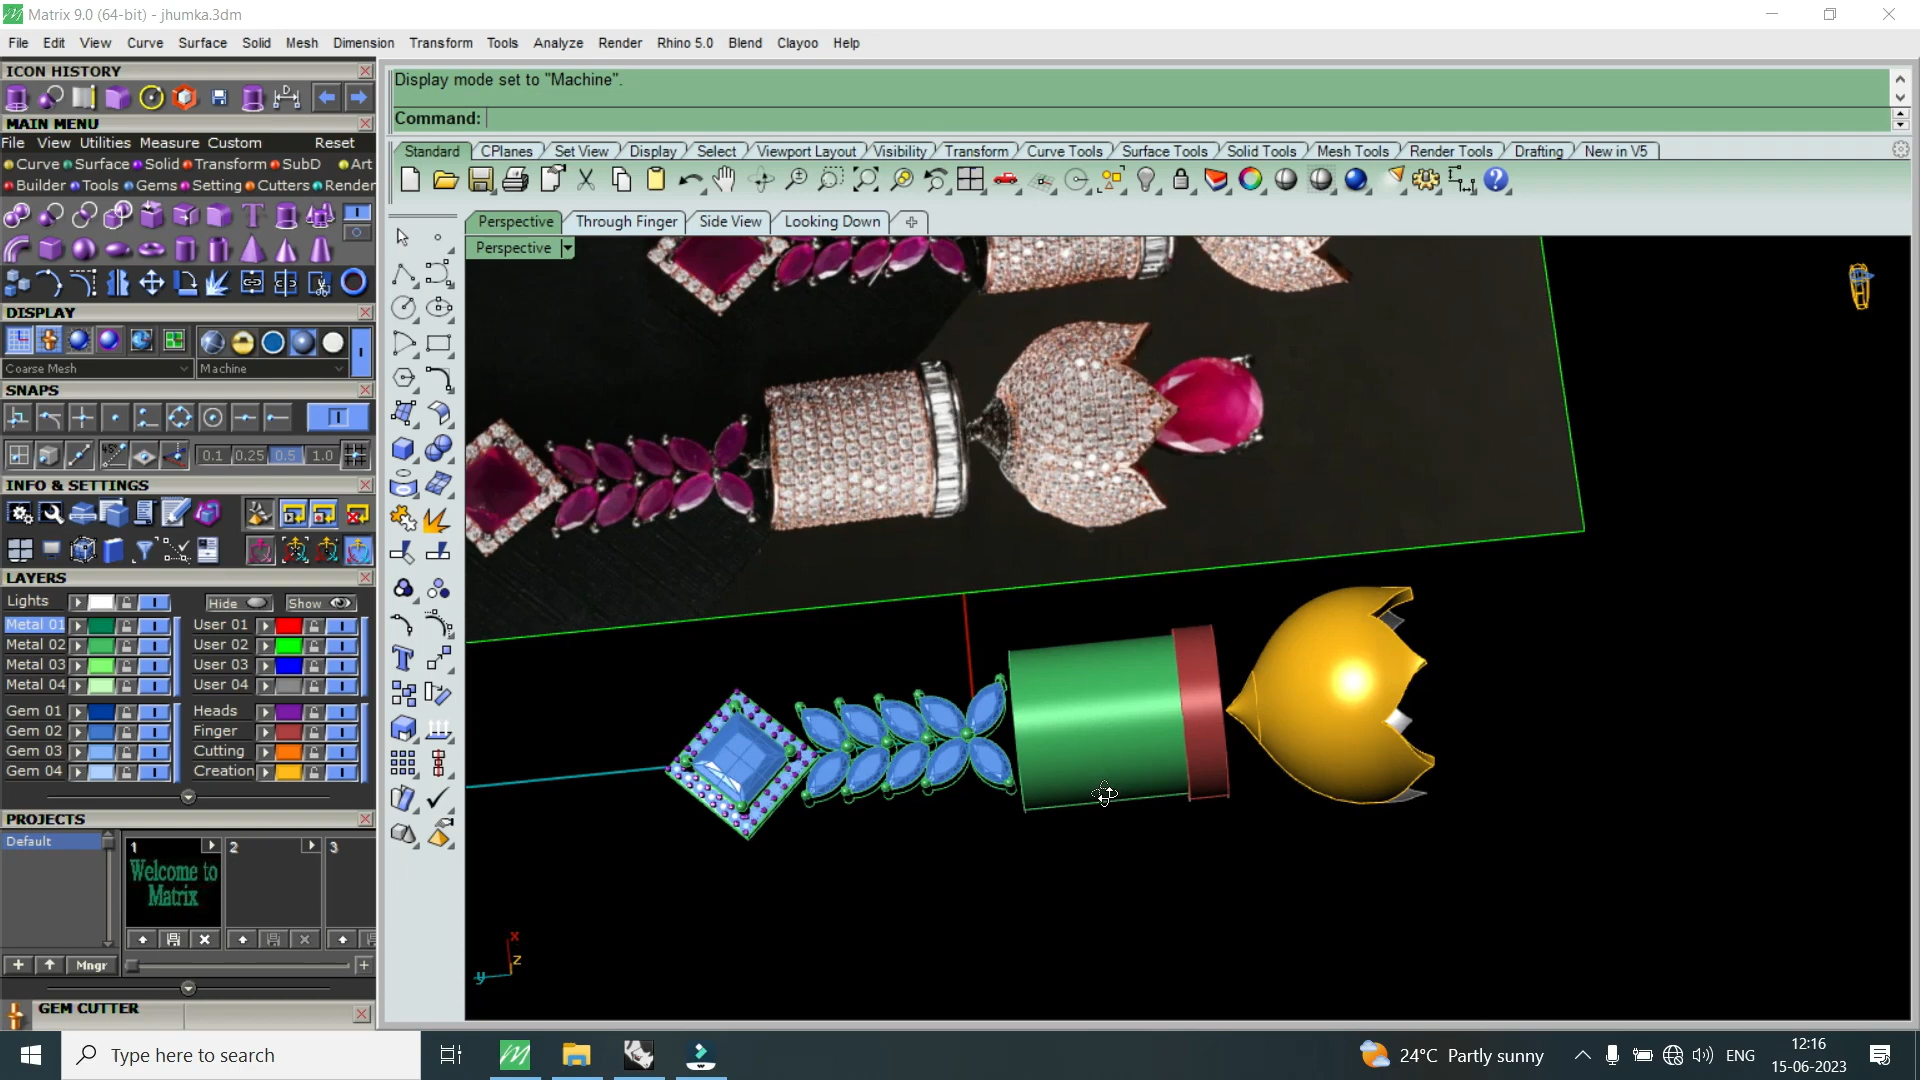 Matrix 9.0 (64-bit) - jhumka.3dm
File Edit View Curve Surface Solid Mesh Dimension Transform Tools Analyze Render Rhino 5.0 Blend Clayoo Help
ICON HISTORY
MAIN MENU
File View Utilities Measure Custom Reset
Curve Surface Solid Transform SubD Art
Builder Tools Gems Setting Cutters Render
DISPLAY
Coarse Mesh Machine
SNAPS
0.1 0.25 0.5 1.0
INFO & SETTINGS
LAYERS
Lights Hide Show
Metal 01 User 01
Metal 02 User 02
Metal 03 User 03
Metal 04 User 04
Gem 01 Heads
Gem 02 Finger
Gem 03 Cutting
Gem 04 Creation
PROJECTS
Default
1 2 3
Welcome to
Matrix
Mngr
GEM CUTTER
Display mode set to "Machine".
Command:
Standard CPlanes Set View Display Select Viewport Layout Visibility Transform Curve Tools Surface Tools Solid Tools Mesh Tools Render Tools Drafting New in V5
Perspective Through Finger Side View Looking Down
Perspective
x
z
y
Type here to search
24°C Partly sunny
ENG
12:16
15-06-2023